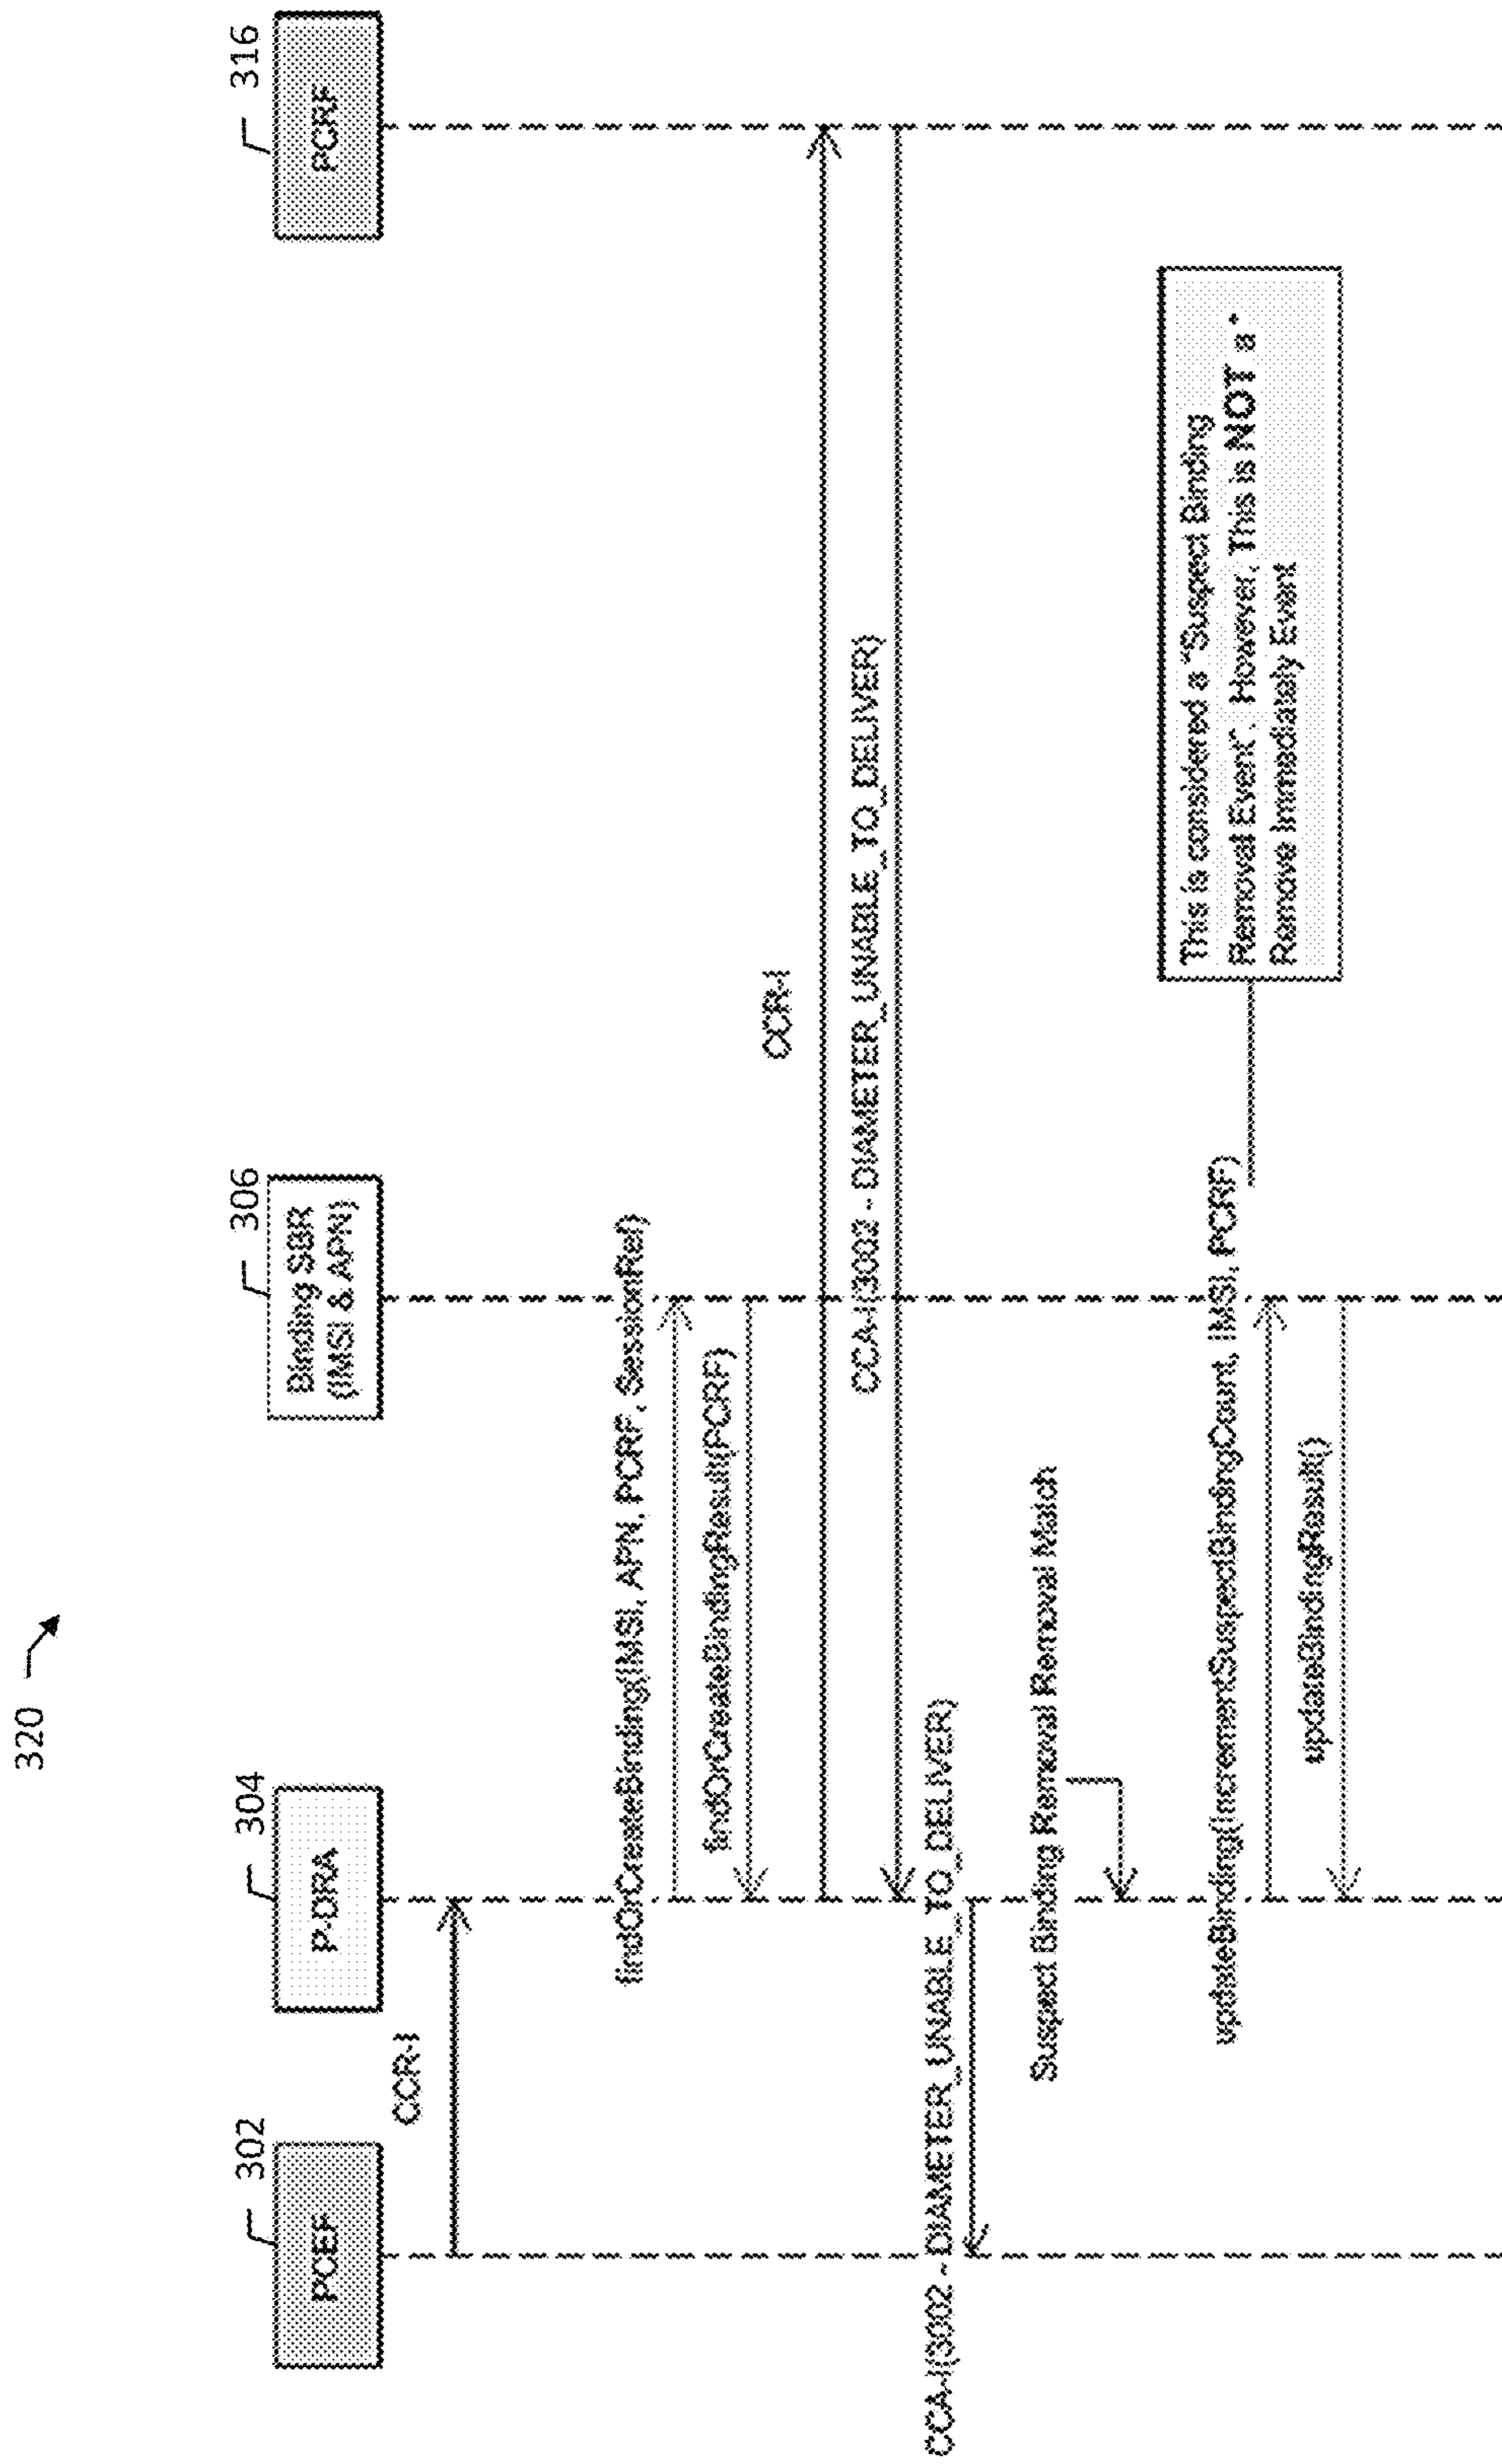 320
302
304
306
316
PCEF
P-DRA
Binding SBR
(IMSI & APN)
PCRF
CCR-I
findOrCreateBinding(IMSI, APN, PCRF, SessionRef)
findOrCreateBindingResult(PCRF)
CCR-I
CCA-I(3002 - DIAMETER_UNABLE_TO_DELIVER)
CCA-I(3002 - DIAMETER_UNABLE_TO_DELIVER)
Suspect Binding Removal Removal Match
updateBinding(IncrementSuspectBindingCount, IMSI, PCRF)
This is considered a "Suspect Binding
Removal Event". However, This is NOT a "
Remove Immediately Event
updateBindingResult()